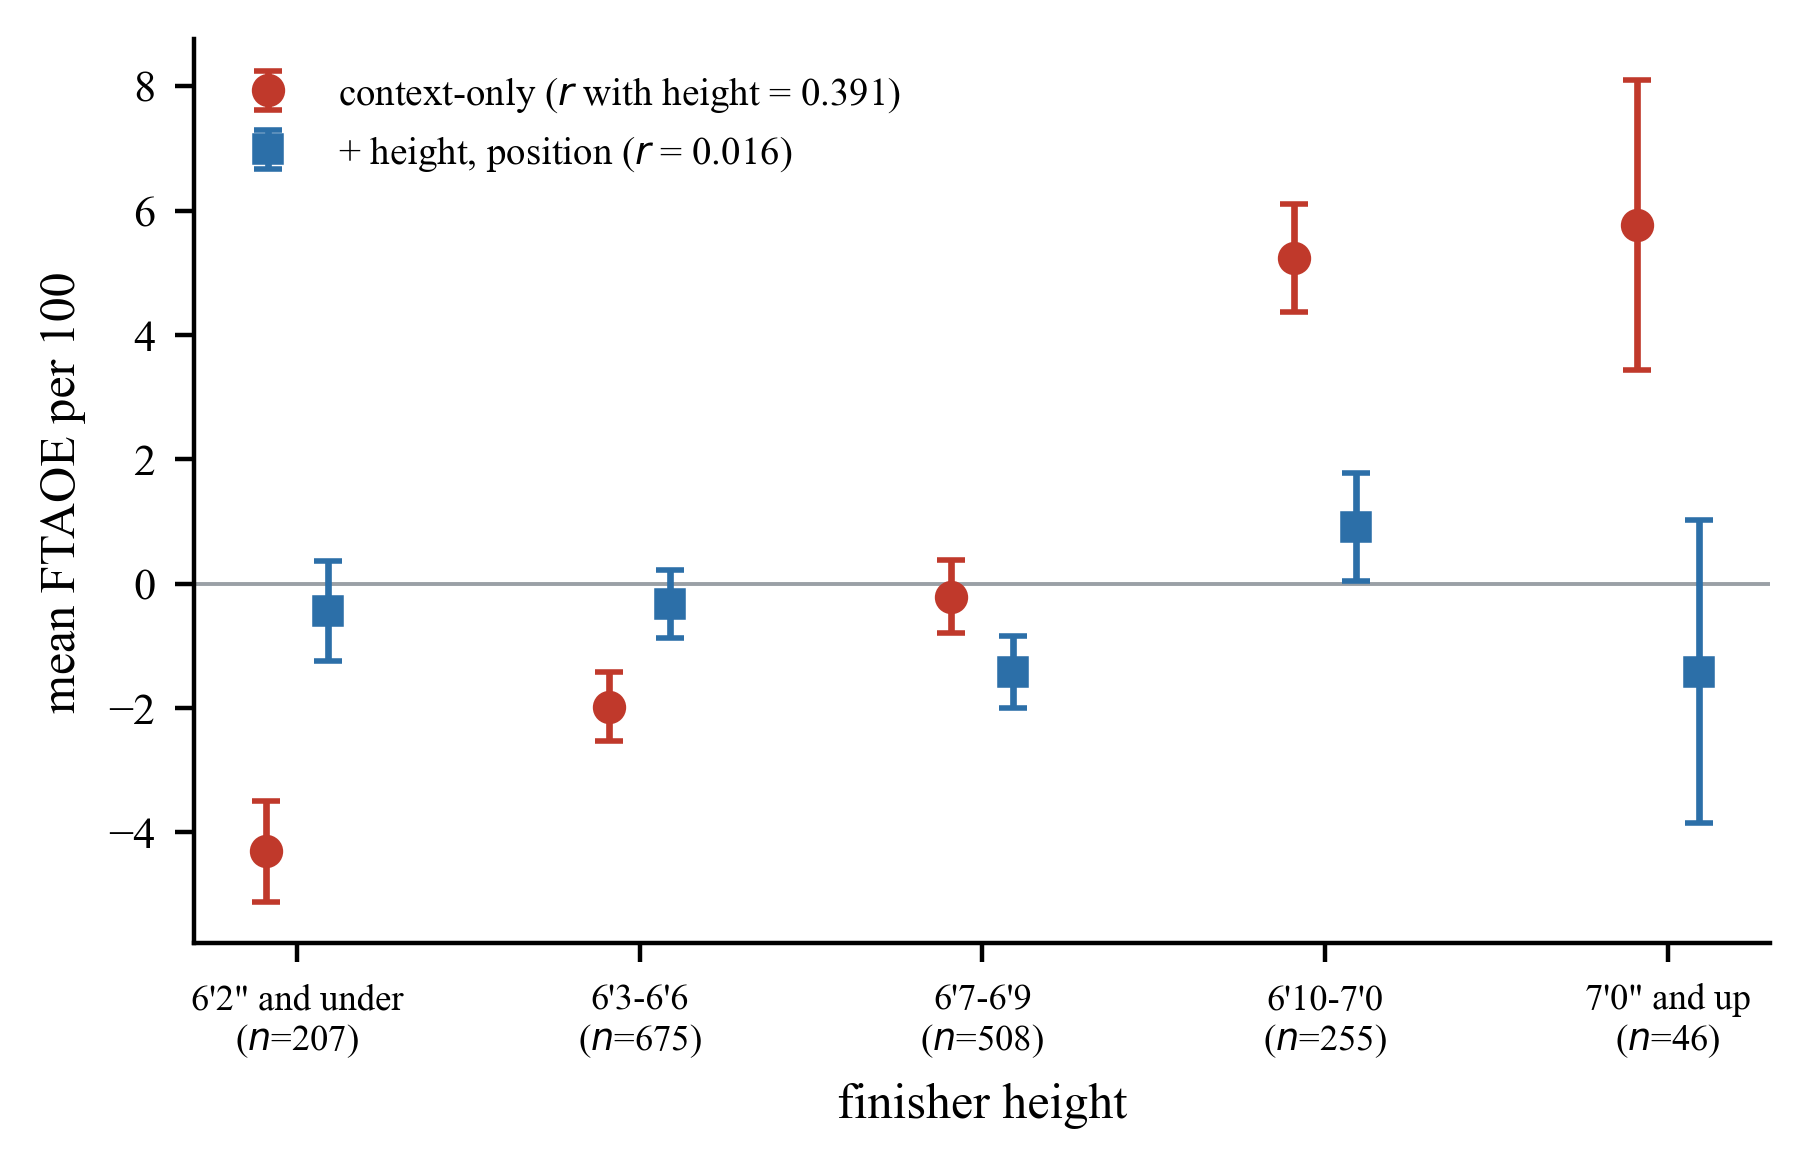 8
6
4
2
0
−2
−4
mean FTAOE per 100
context-only (r with height = 0.391)
+ height, position (r = 0.016)
6'2" and under
(n=207)
6'3-6'6
(n=675)
6'7-6'9
(n=508)
6'10-7'0
(n=255)
7'0" and up
(n=46)
finisher height